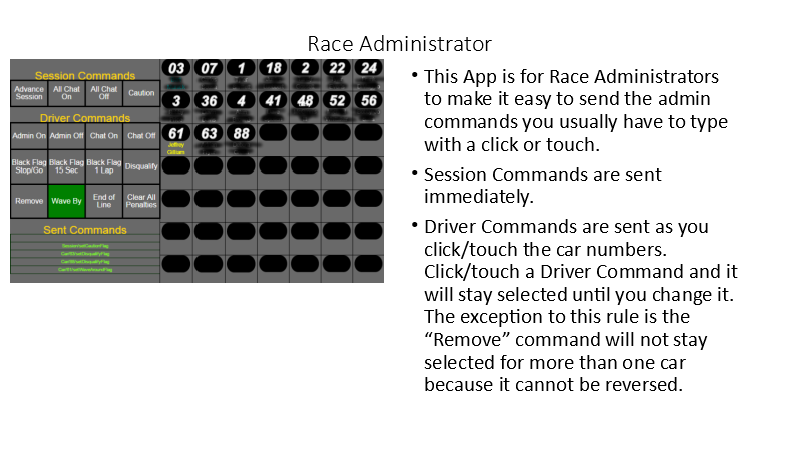 Race Administrator
Session Commands
Advance Session
All Chat On
All Chat Off
Caution
Driver Commands
Admin On Admin Off Chat On Chat Off
Black Flag Stop/Go
Black Flag 15 Sec
Black Flag 1 Lap
Disqualify
Remove
Wave By
End of Line
Clear All Penalties
Sent Commands
03 07 1 18 2 22 24
3 36 4 41 48 52 56
61 63 88
Jeffrey
Gilliam
• This App is for Race Administrators
to make it easy to send the admin
commands you usually have to type
with a click or touch.
• Session Commands are sent
immediately.
• Driver Commands are sent as you
click/touch the car numbers.
Click/touch a Driver Command and it
will stay selected until you change it.
The exception to this rule is the
“Remove” command will not stay
selected for more than one car
because it cannot be reversed.